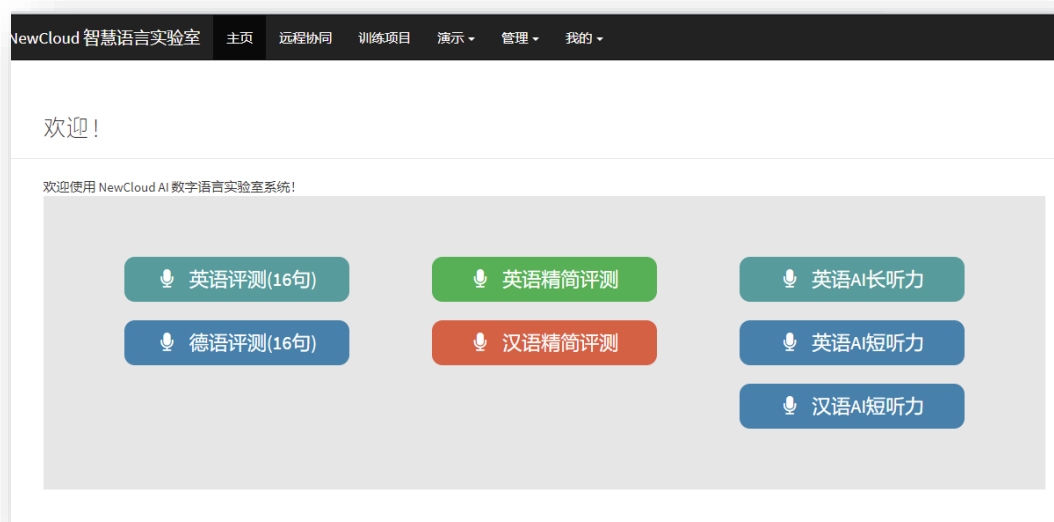 NewCloud 智慧语言实验室 主页 远程协同 训练项目 演示 管理 我的
欢迎！
欢迎使用 NewCloud AI 数字语言实验室系统！
英语评测(16句) 英语精简评测 英语AI长听力
德语评测(16句) 汉语精简评测 英语AI短听力
汉语AI短听力